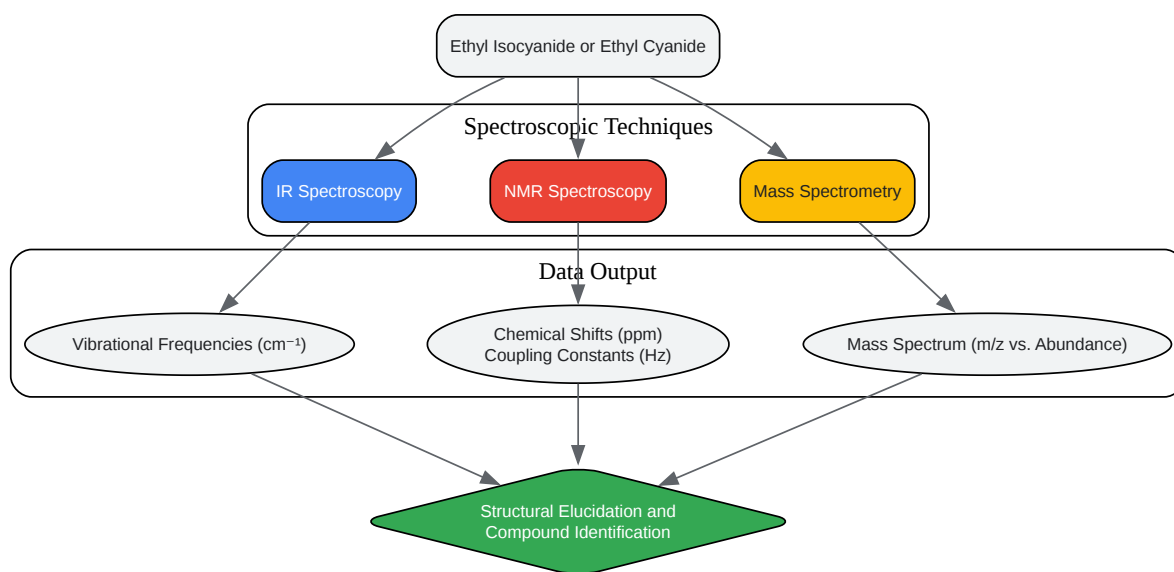 Ethyl Isocyanide or Ethyl Cyanide
Spectroscopic Techniques
IR Spectroscopy
NMR Spectroscopy
Mass Spectrometry
Data Output
Vibrational Frequencies (cm⁻¹)
Chemical Shifts (ppm)
Coupling Constants (Hz)
Mass Spectrum (m/z vs. Abundance)
Structural Elucidation and
Compound Identification